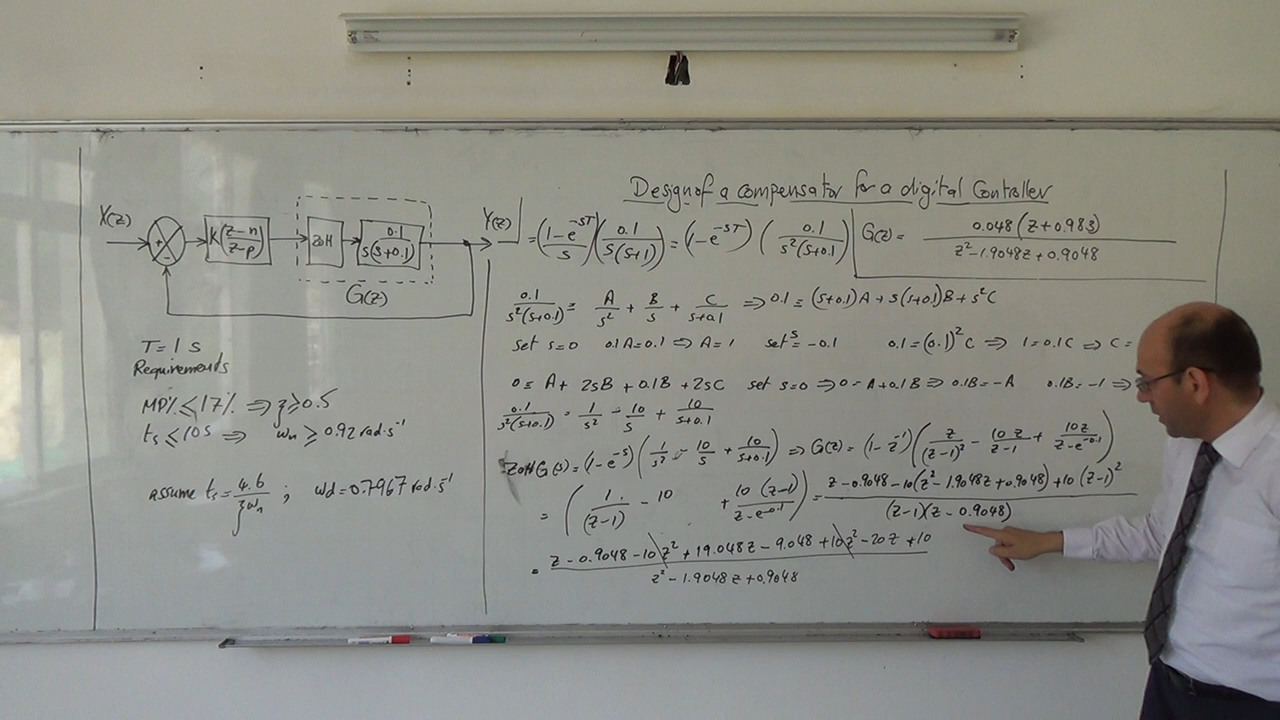 Design of a compensator for a digital Controller
X(z) + - K(z-n/z-p) ZOH 0.1/s(s+0.1) Y(z)
G(z)
T = 1 s
Requirements
MP% ≤ 17% ⇒ ζ ≥ 0.5
ts ≤ 10s ⇒ ωn ≥ 0.92 rad·s⁻¹
assume ts = 4.6/ζωn ; ωd = 0.7967 rad·s⁻¹
= (1-e^-sT/s)(0.1/s(s+1)) = (1-e^-sT) (0.1/s²(s+0.1))
G(z) = 0.048(z+0.983)/z²-1.9048z+0.9048
0.1/s²(s+0.1) = A/s² + B/s + C/s+0.1 ⇒ 0.1 = (s+0.1)A + s(s+0.1)B + s²C
set s=0 0.1A=0.1 ⇒ A=1 set s=-0.1 0.1=(0.1)²C ⇒ 1=0.1C ⇒ C=
0 = A + 2sB + 0.1B + 2sC set s=0 ⇒ 0=A+0.1B ⇒ 0.1B=-A 0.1B=-1 ⇒
0.1/s²(s+0.1) = 1/s² - 10/s + 10/s+0.1
ZOH G(s) = (1-e^-s)(1/s² - 10/s + 10/s+0.1) ⇒ G(z) = (1-z⁻¹)(z/(z-1)² - 10z/z-1 + 10z/z-e^-0.1)
= (1/(z-1) - 10 + 10(z-1)/z-e^-0.1) = z-0.9048-10(z²-1.9048z+0.9048)+10(z-1)²/(z-1)(z-0.9048)
= z-0.9048-10z²+19.048z-9.048+10z²-20z+10/z²-1.9048z+0.9048